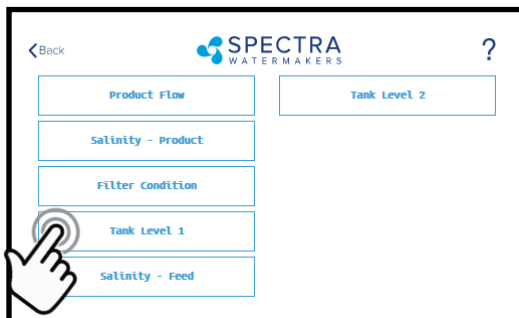 Back
SPECTRA
WATERMAKERS
?
Product Flow
Tank Level 2
Salinity - Product
Filter Condition
Tank Level 1
Salinity - Feed